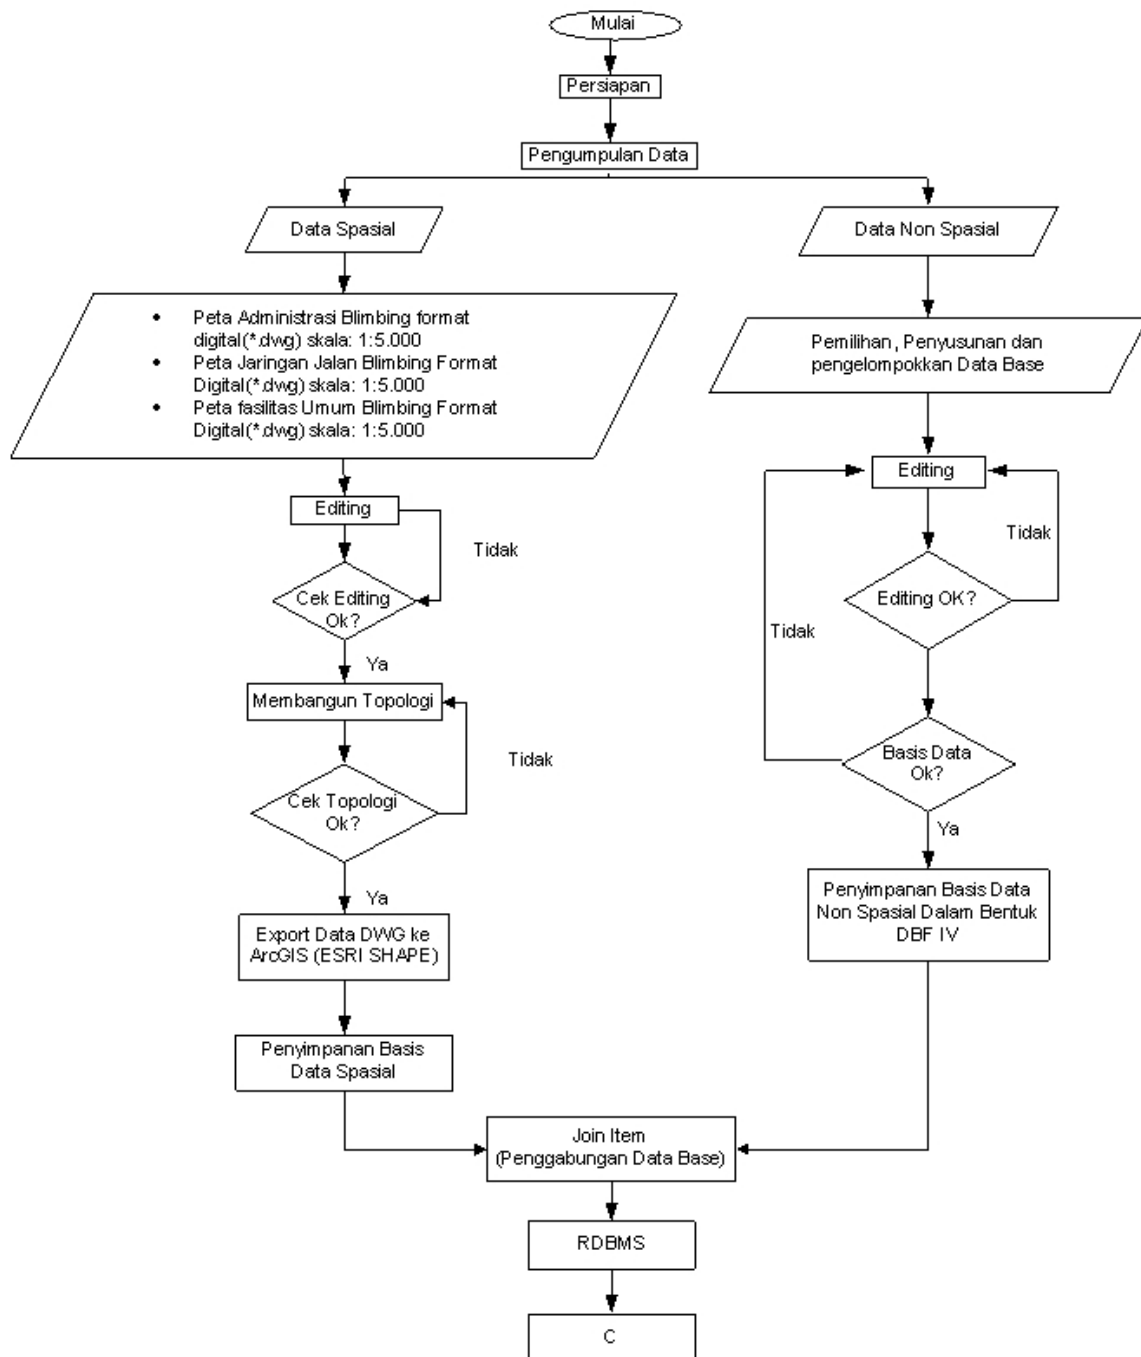 Mulai
Persiapan
Pengumpulan Data
Data Spasial
Data Non Spasial
• Peta Administrasi Blimbing format
digital(*.dwg) skala: 1:5.000
• Peta Jaringan Jalan Blimbing Format
Digital(*.dwg) skala: 1:5.000
• Peta fasilitas Umum Blimbing Format
Digital(*.dwg) skala: 1:5.000
Pemilihan, Penyusunan dan
pengelompokkan Data Base
Editing
Tidak
Cek Editing
Ok?
Ya
Membangun Topologi
Tidak
Cek Topologi
Ok?
Ya
Export Data DWG ke
ArcGIS (ESRI SHAPE)
Penyimpanan Basis
Data Spasial
Editing
Tidak
Editing OK?
Tidak
Basis Data
Ok?
Ya
Penyimpanan Basis Data
Non Spasial Dalam Bentuk
DBF IV
Join Item
(Penggabungan Data Base)
RDBMS
C